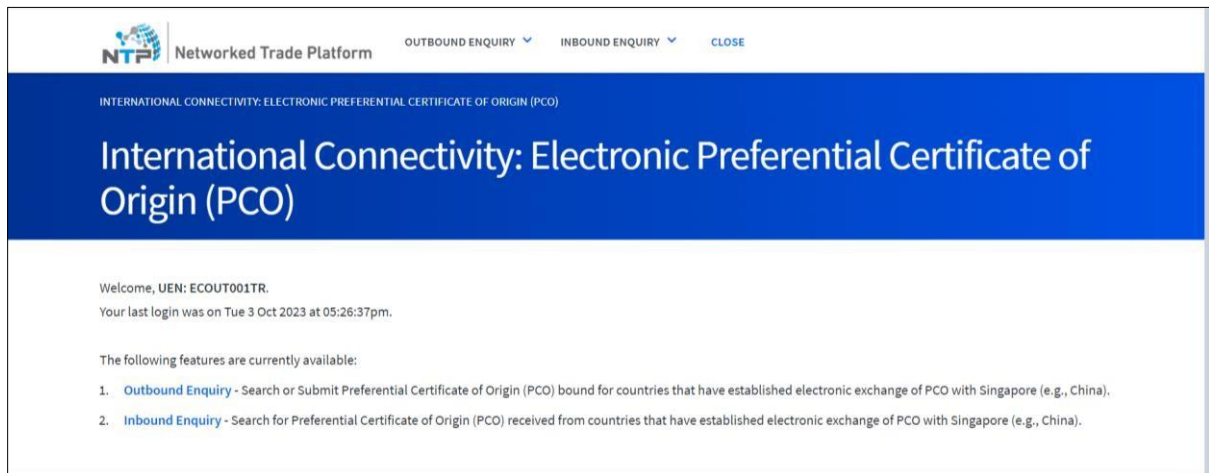 NTP Networked Trade Platform OUTBOUND ENQUIRY INBOUND ENQUIRY CLOSE
INTERNATIONAL CONNECTIVITY: ELECTRONIC PREFERENTIAL CERTIFICATE OF ORIGIN (PCO)
International Connectivity: Electronic Preferential Certificate of
Origin (PCO)
Welcome, UEN: ECOUT001TR.
Your last login was on Tue 3 Oct 2023 at 05:26:37pm.
The following features are currently available:
1. Outbound Enquiry - Search or Submit Preferential Certificate of Origin (PCO) bound for countries that have established electronic exchange of PCO with Singapore (e.g., China).
2. Inbound Enquiry - Search for Preferential Certificate of Origin (PCO) received from countries that have established electronic exchange of PCO with Singapore (e.g., China).